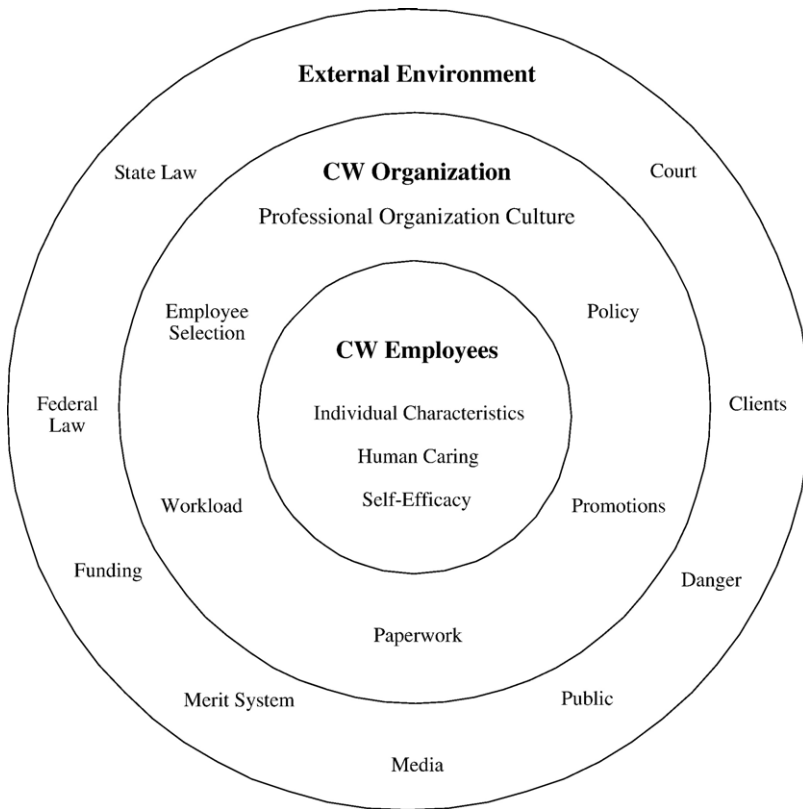 External Environment
State Law
CW Organization
Court
Professional Organization Culture
Employee
Selection
Policy
CW Employees
Federal
Law
Individual Characteristics
Clients
Human Caring
Workload
Self-Efficacy
Promotions
Funding
Danger
Paperwork
Merit System
Public
Media